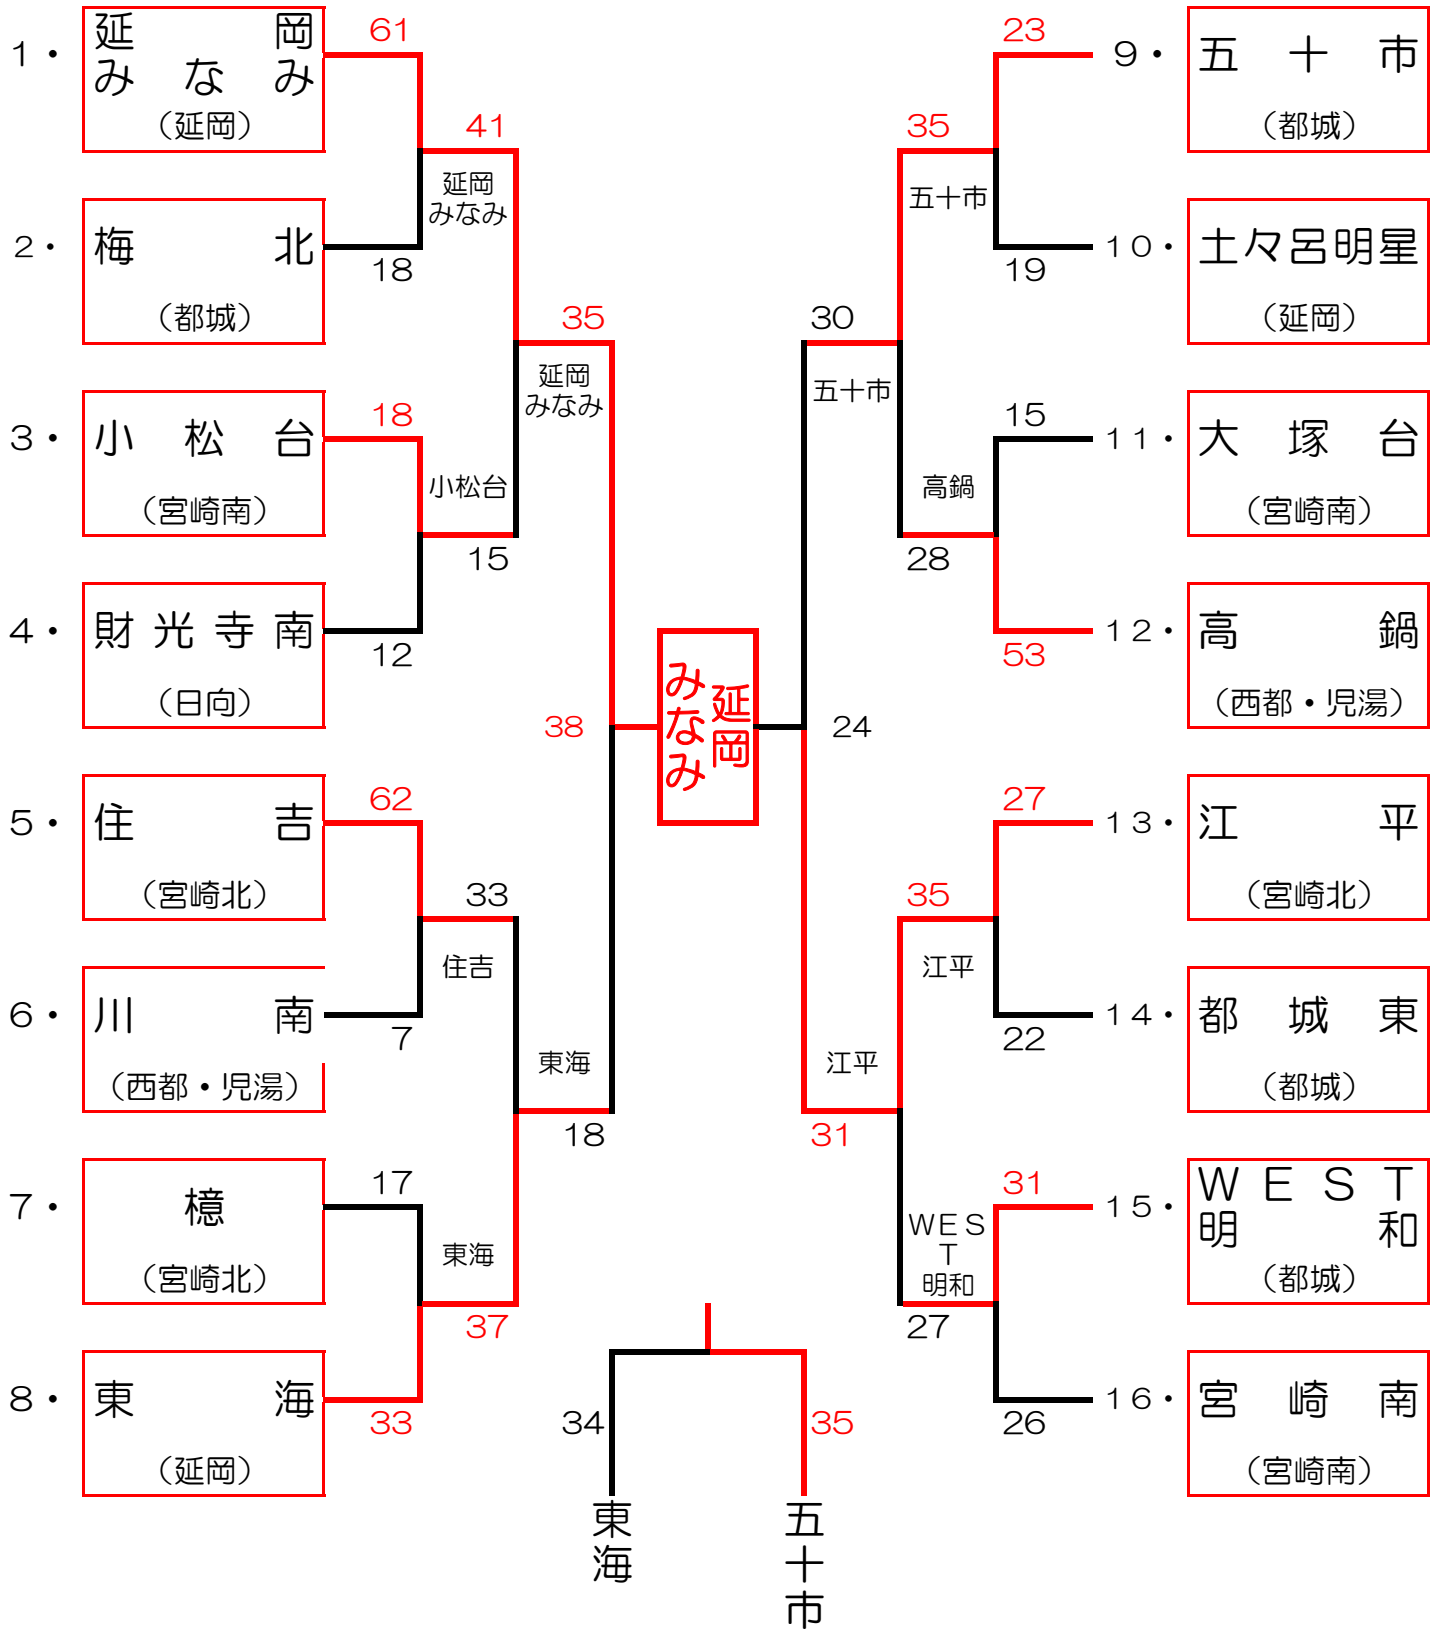 1・
延岡
みなみ
（延岡）
2・
梅北
（都城）
3・
小松台
（宮崎南）
4・
財光寺南
（日向）
5・
住吉
（宮崎北）
6・
川南
（西都・児湯）
7・
檍
（宮崎北）
8・
東海
（延岡）
61
18
18
12
62
7
17
33
41
延岡
みなみ
小松台
15
33
住吉
東海
37
35
延岡
みなみ
東海
18
38
延岡
みなみ
24
30
五十市
江平
31
35
五十市
高鍋
28
35
江平
WES
T
明和
27
23
19
15
53
27
22
31
26
9・
五十市
（都城）
10・
土々呂明星
（延岡）
11・
大塚台
（宮崎南）
12・
高鍋
（西都・児湯）
13・
江平
（宮崎北）
14・
都城東
（都城）
15・
WEST
明和
（都城）
16・
宮崎南
（宮崎南）
34
35
東海
五十市